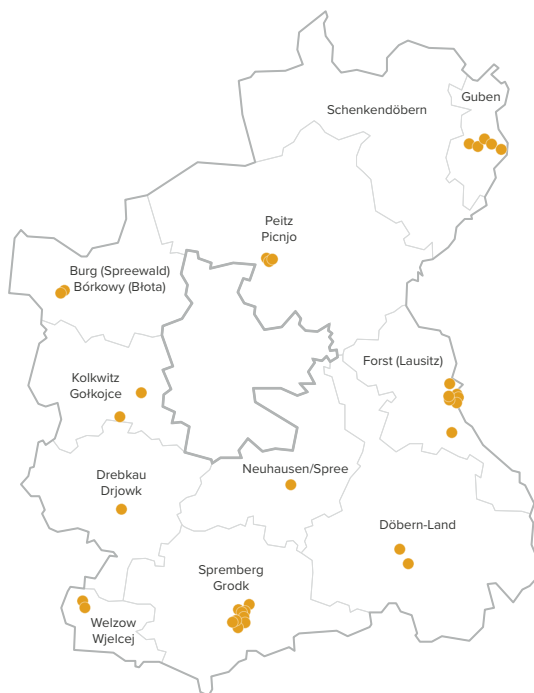 Guben
Schenkendöbern
Peitz
Picnjo
Burg (Spreewald)
Bórkowy (Błota)
Forst (Lausitz)
Kolkwitz
Gołkojce
Neuhausen/Spree
Drebkau
Drjowk
Döbern-Land
Spremberg
Grodk
Welzow
Wjelcej